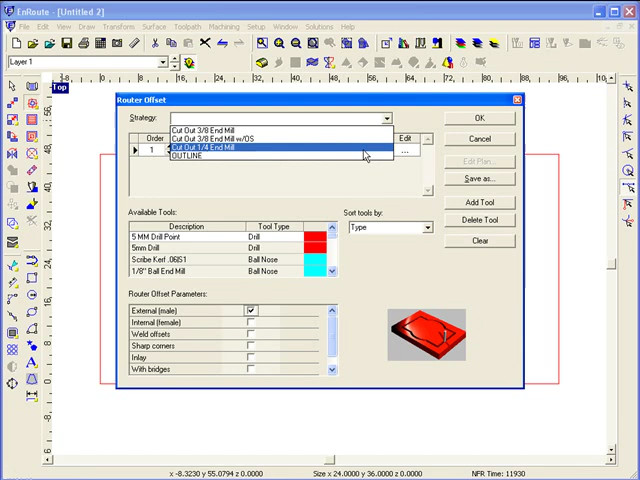 EnRoute - [Untitled 2]
File Edit View Draw Transform Toolpath Machining Window Solutions Help
Layer 1
Top
Router Offset
Strategy:
Cut Out 3/8 End Mill
Cut Out 3/8 End Mill w/OS
Cut Out 1/4 End Mill
OUTLINE
Order
Edit
1
...
OK
Cancel
Edit Plan...
Save as...
Add Tool
Delete Tool
Clear
Available Tools:
Sort tools by:
Type
Description Tool Type
5 MM Drill Point Drill
5mm Drill Drill
Scribe Kerf .06IS1 Ball Nose
1/8" Ball End Mill Ball Nose
Router Offset Parameters:
External (male)
Internal (female)
Weld offsets
Sharp corners
Inlay
With bridges
x -8.3230 y 55.0794 z 0.0000 Size x 24.0000 y 36.0000 z 0.0000 NFR Time: 11930